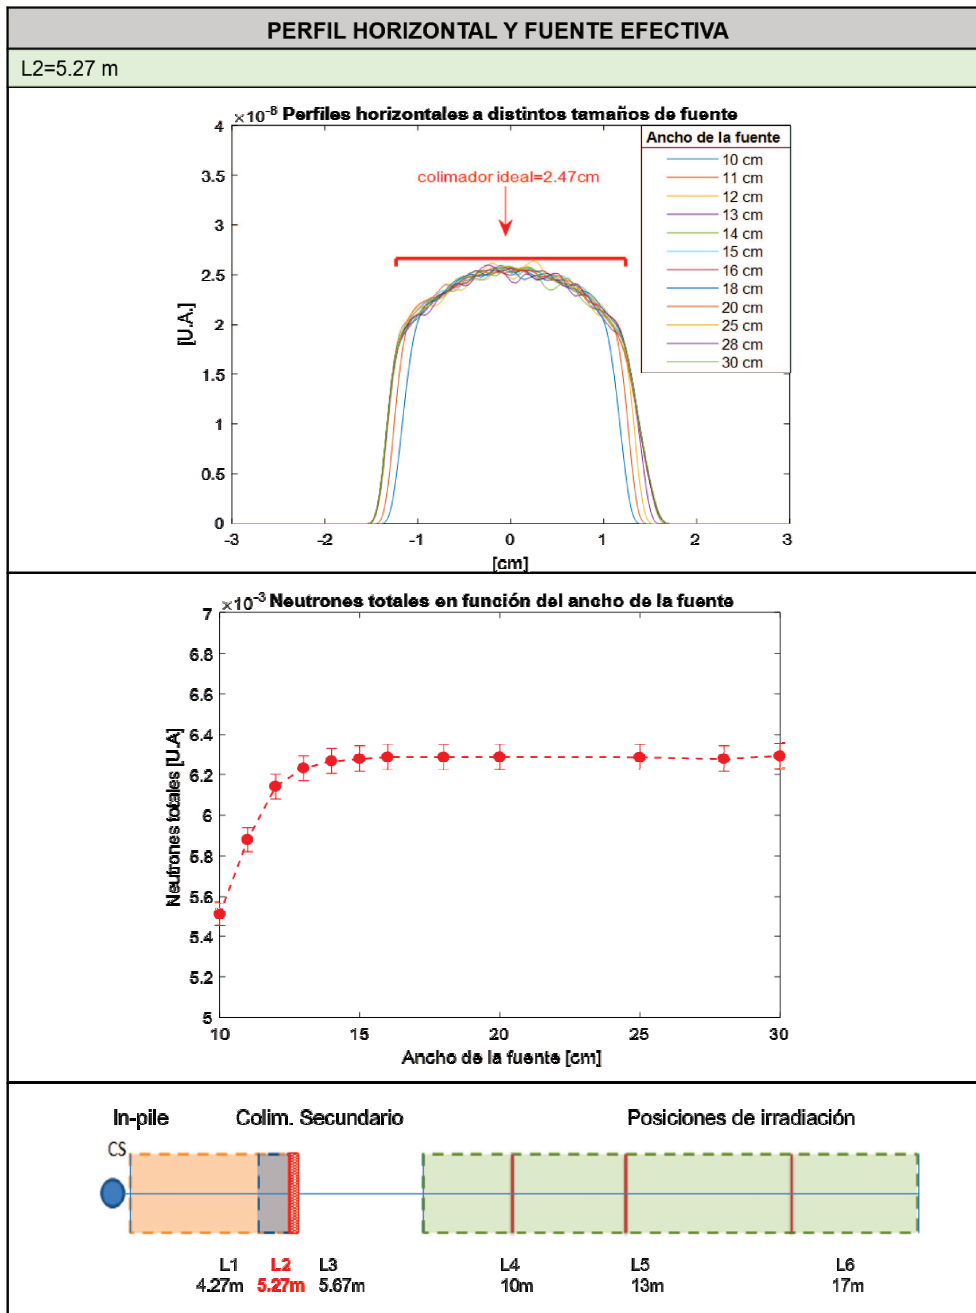 PERFIL HORIZONTAL Y FUENTE EFECTIVA
L2=5.27 m
×10⁻⁸ Perfiles horizontales a distintos tamaños de fuente
Ancho de la fuente
10 cm
11 cm
12 cm
13 cm
14 cm
15 cm
16 cm
18 cm
20 cm
25 cm
28 cm
30 cm
colimador ideal=2.47cm
4
3.5
3
2.5
2
1.5
1
0.5
0
[U.A.]
-3 -2 -1 0 1 2 3
[cm]
×10⁻³ Neutrones totales en función del ancho de la fuente
7
6.8
6.6
6.4
6.2
6
5.8
5.6
5.4
5.2
5
Neutrones totales [U.A]
10 15 20 25 30
Ancho de la fuente [cm]
In-pile Colim. Secundario Posiciones de irradiación
CS
L1 L2 L3 L4 L5 L6
4.27m 5.27m 5.67m 10m 13m 17m